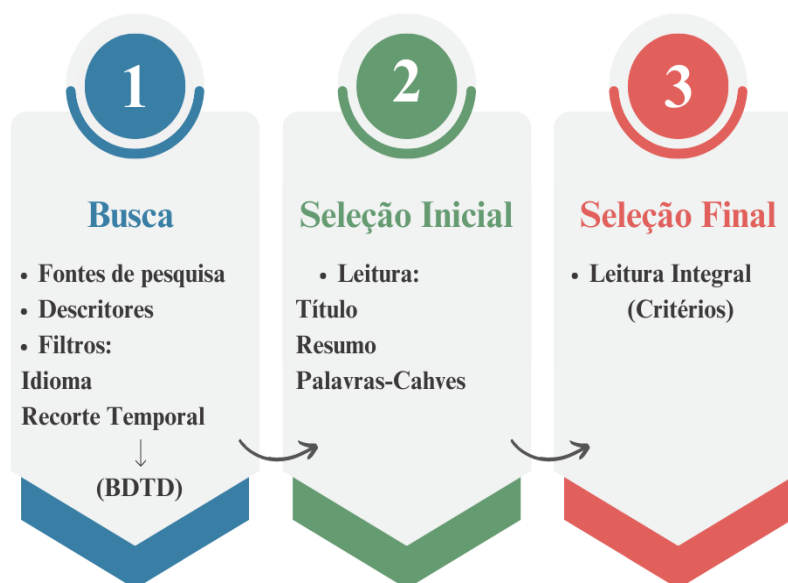 1
Busca
• Fontes de pesquisa
• Descritores
• Filtros:
Idioma
Recorte Temporal
↓
(BDTD)
2
Seleção Inicial
• Leitura:
Título
Resumo
Palavras-Cahves
3
Seleção Final
• Leitura Integral
(Critérios)